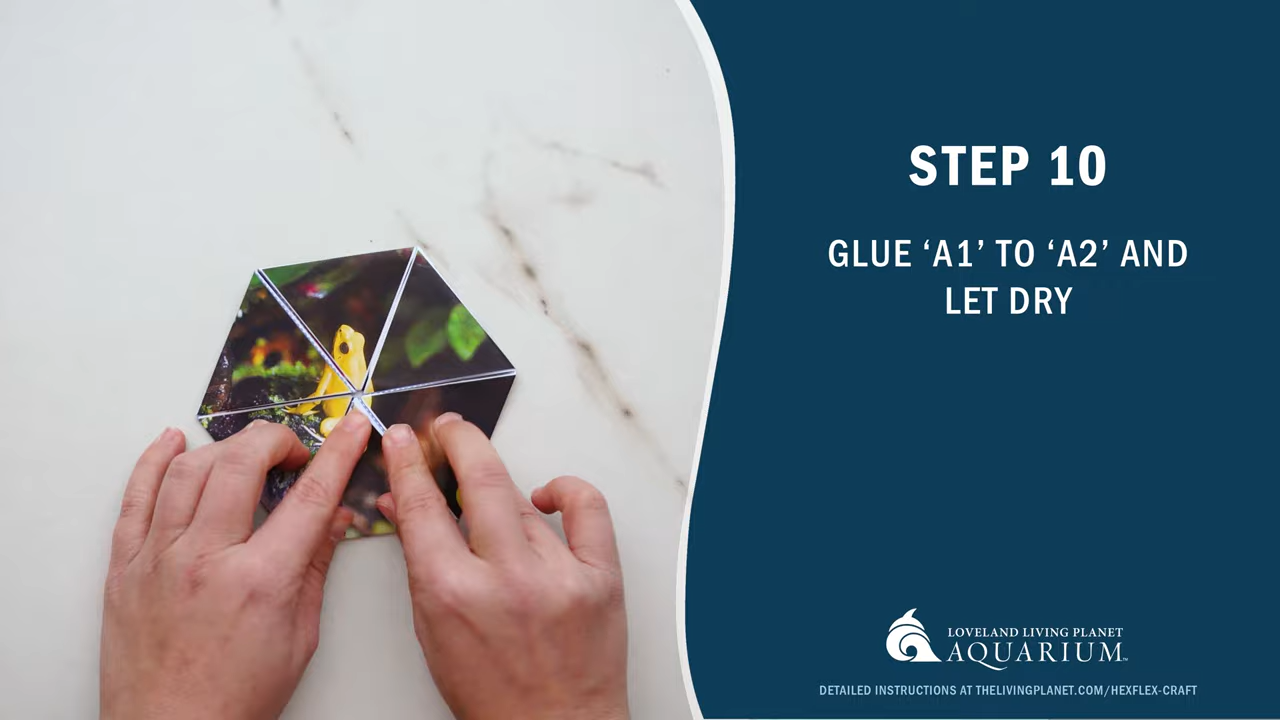 STEP 10
GLUE ‘A1’ TO ‘A2’ AND
LET DRY
LOVELAND LIVING PLANET
AQUARIUM™
DETAILED INSTRUCTIONS AT THELIVINGPLANET.COM/HEXFLEX-CRAFT